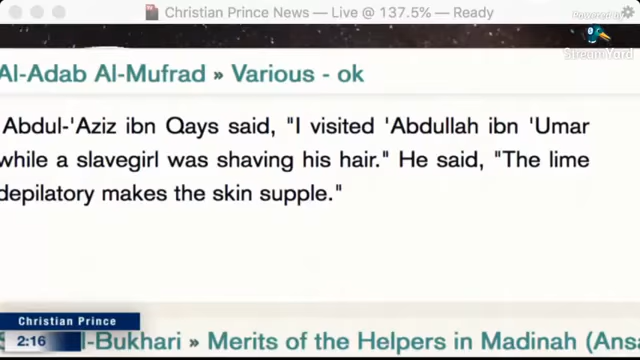 Christian Prince News — Live @ 137.5% — Ready
Powered by
StreamYard
Al-Adab Al-Mufrad » Various - ok
Abdul-'Aziz ibn Qays said, "I visited 'Abdullah ibn 'Umar
while a slavegirl was shaving his hair." He said, "The lime
depilatory makes the skin supple."
Christian Prince
2:16
l-Bukhari » Merits of the Helpers in Madinah (Ansa